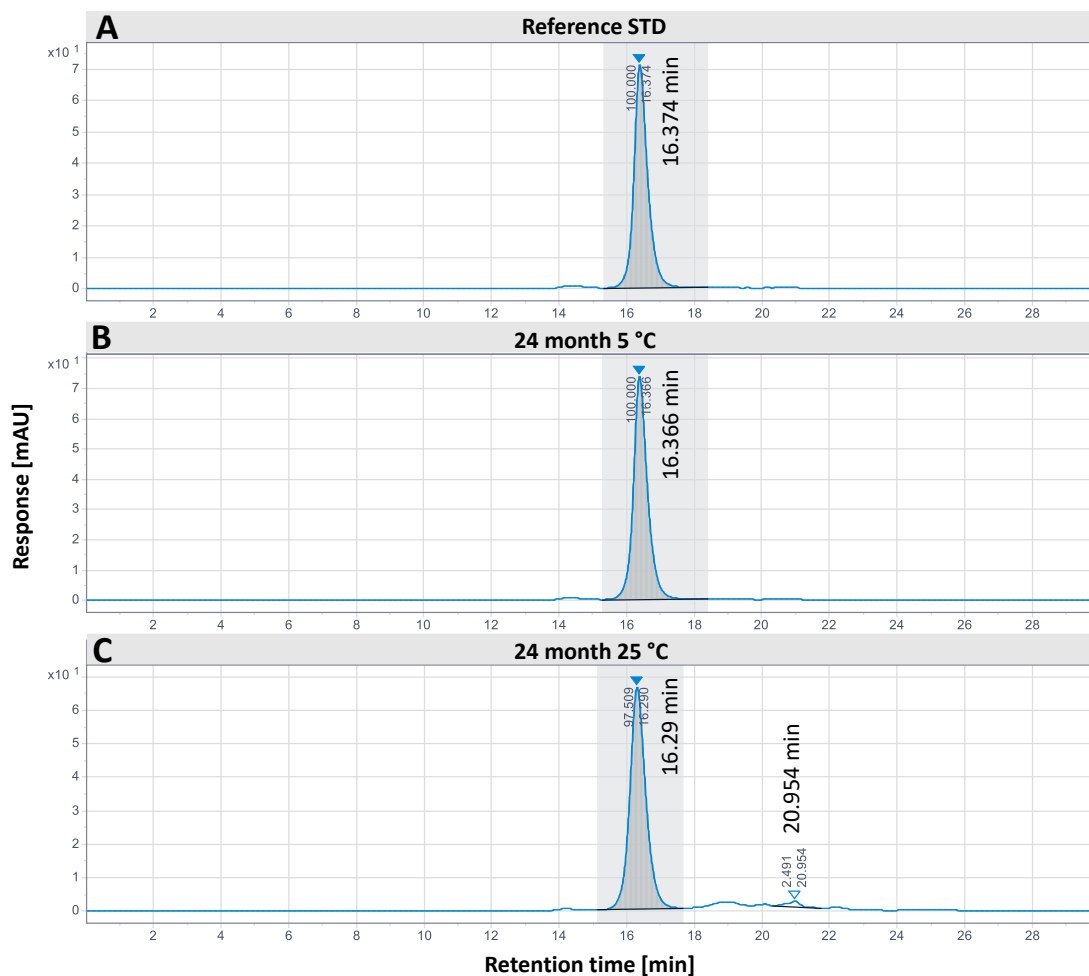 A
Reference STD
x10 1
7
6
5
4
3
2
1
0
100.000
16.374
16.374 min
2 4 6 8 10 12 14 16 18 20 22 24 26 28
B
24 month 5 °C
x10 1
7
6
5
4
3
2
1
0
100.000
16.366
16.366 min
2 4 6 8 10 12 14 16 18 20 22 24 26 28
Response [mAU]
C
24 month 25 °C
x10 1
6
5
4
3
2
1
0
97.509
16.290
16.29 min
2.491
20.954
20.954 min
2 4 6 8 10 12 14 16 18 20 22 24 26 28
Retention time [min]